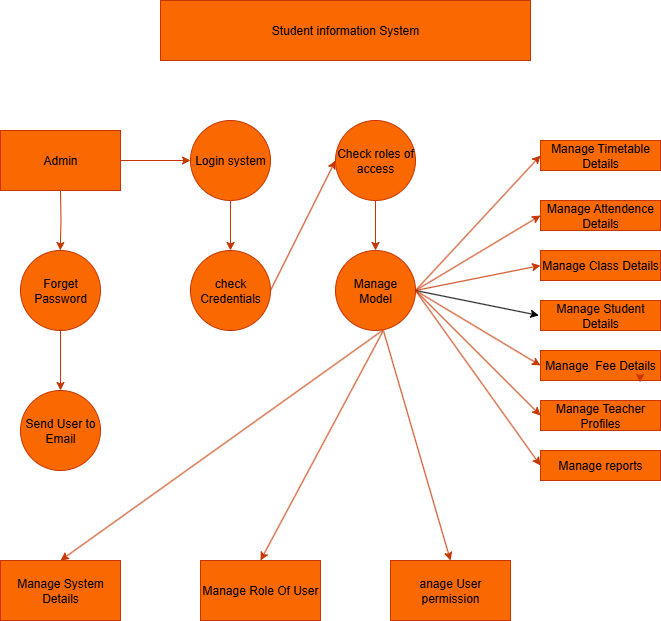 Student information System
Admin
Login system
Check roles of
access
Manage Timetable
Details
Manage Attendence
Details
Manage Class Details
Forget
Password
check
Credentials
Manage
Model
Manage Student
Details
Manage  Fee Details
Manage Teacher
Profiles
Send User to
Email
Manage reports
Manage System
Details
Manage Role Of User
anage User
permission